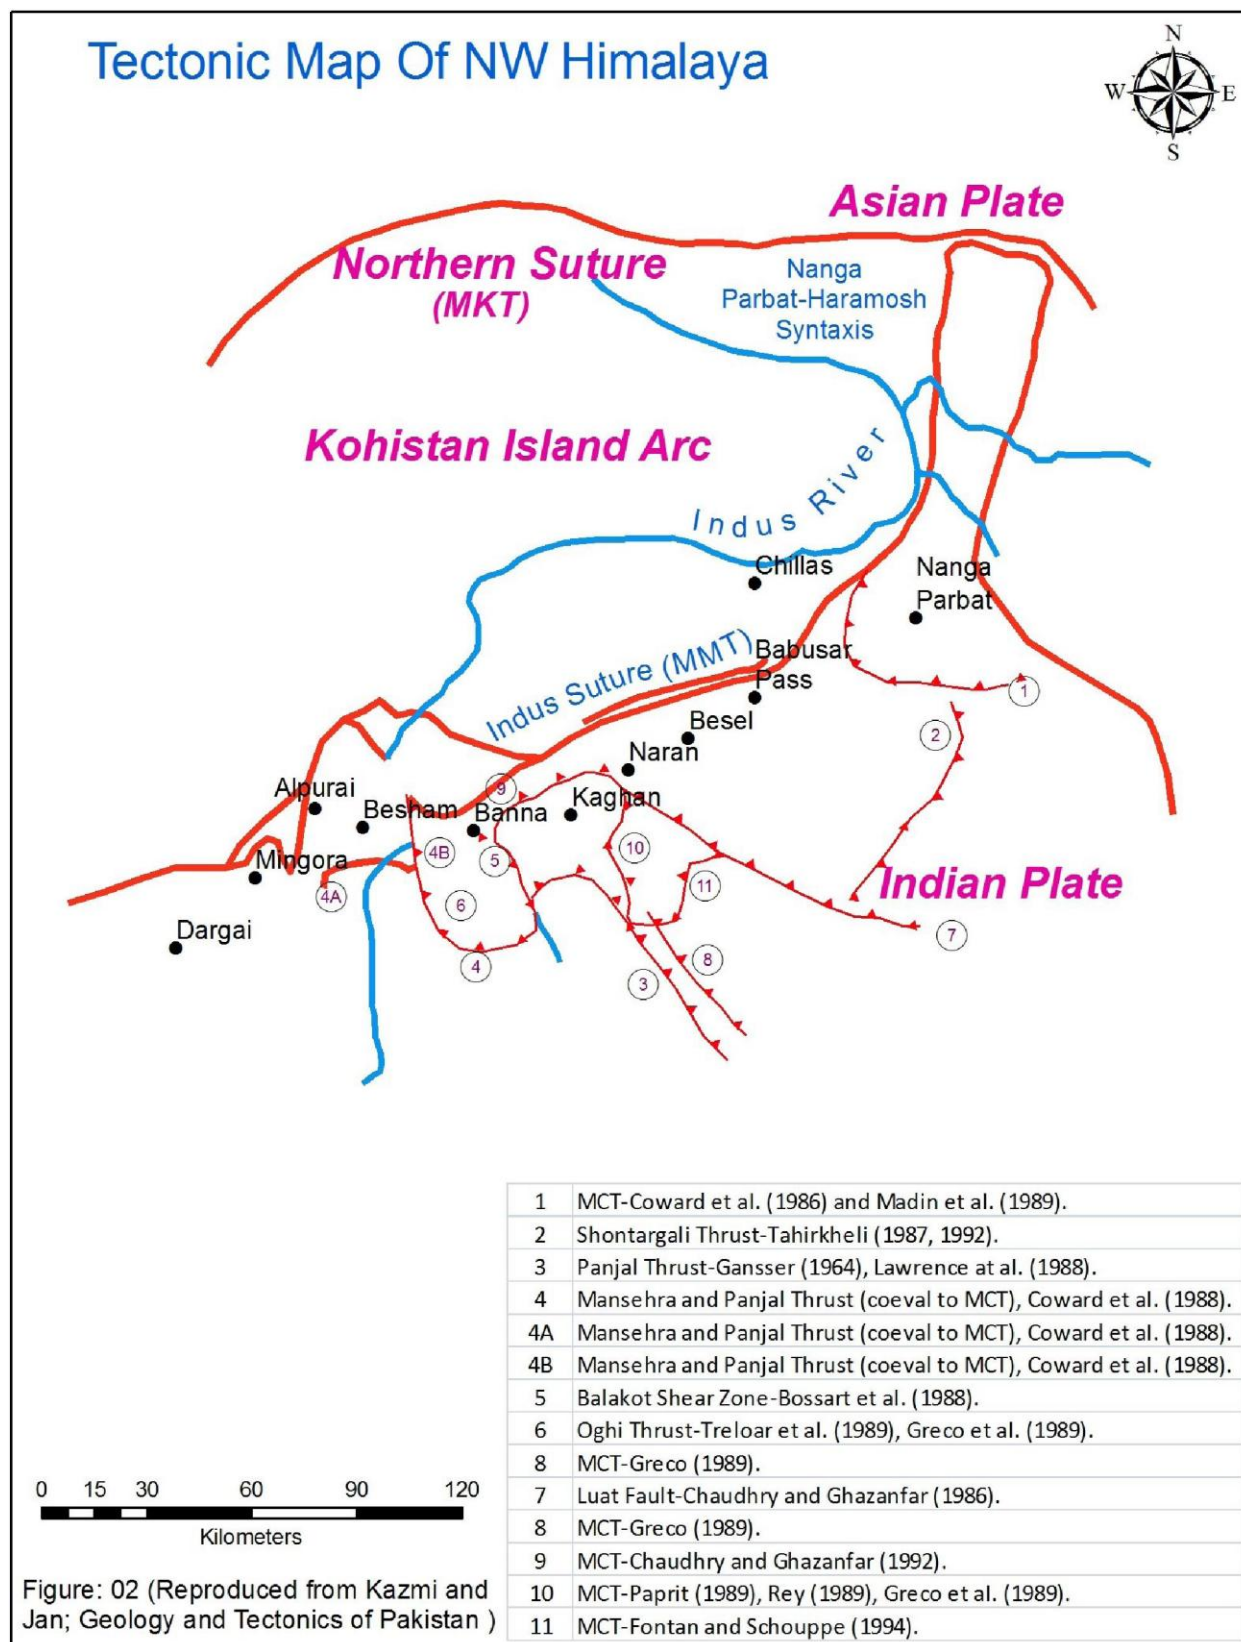 Tectonic Map Of NW Himalaya
N
W E
S
Asian Plate
Northern Suture
(MKT)
Nanga
Parbat-Haramosh
Syntaxis
Kohistan Island Arc
Indus River
Chillas
Nanga
Parbat
Indus Suture (MMT)
Babusar
Pass
1
2
Besel
Naran
9
Alpurai
Besham
Banna
Kaghan
Mingora
4B
5
10
11
4A
6
Indian Plate
Dargai
7
4
8
3
1 MCT-Coward et al. (1986) and Madin et al. (1989).
2 Shontargali Thrust-Tahirkheli (1987, 1992).
3 Panjal Thrust-Gansser (1964), Lawrence at al. (1988).
4 Mansehra and Panjal Thrust (coeval to MCT), Coward et al. (1988).
4A Mansehra and Panjal Thrust (coeval to MCT), Coward et al. (1988).
4B Mansehra and Panjal Thrust (coeval to MCT), Coward et al. (1988).
5 Balakot Shear Zone-Bossart et al. (1988).
6 Oghi Thrust-Treloar et al. (1989), Greco et al. (1989).
8 MCT-Greco (1989).
7 Luat Fault-Chaudhry and Ghazanfar (1986).
8 MCT-Greco (1989).
9 MCT-Chaudhry and Ghazanfar (1992).
10 MCT-Paprit (1989), Rey (1989), Greco et al. (1989).
11 MCT-Fontan and Schouppe (1994).
0 15 30 60 90 120
Kilometers
Figure: 02 (Reproduced from Kazmi and
Jan; Geology and Tectonics of Pakistan )